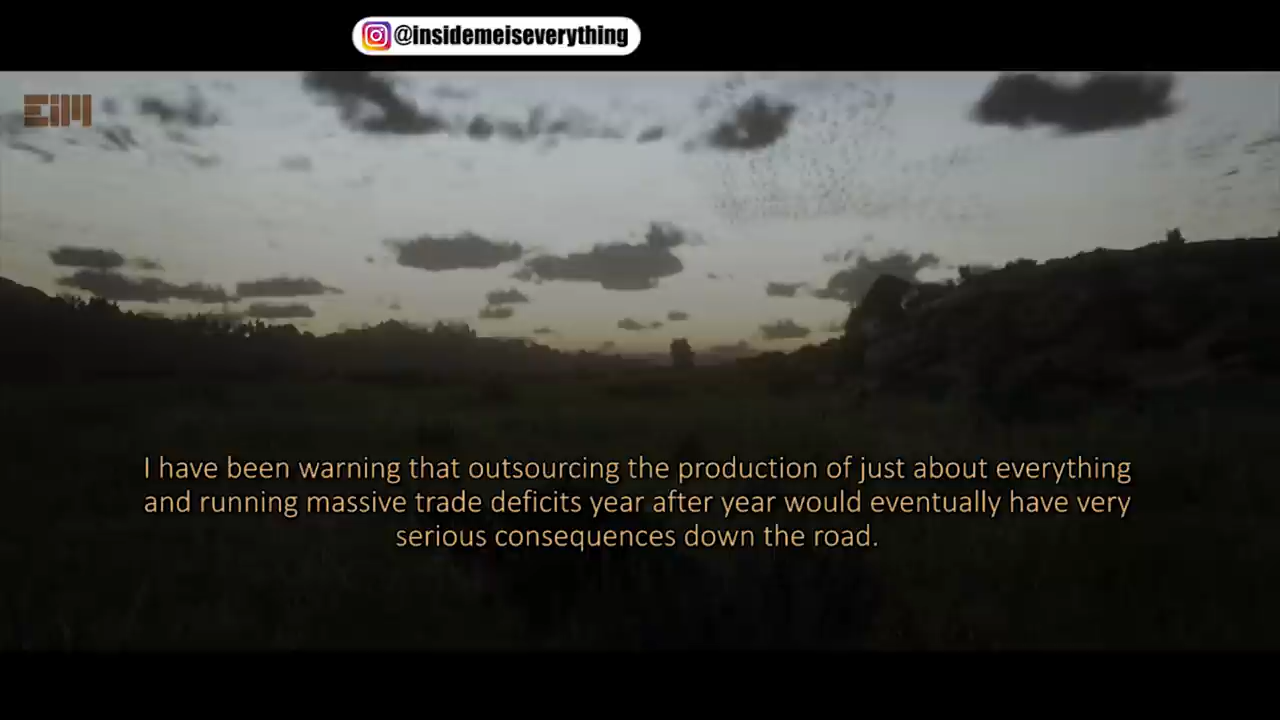 @insidemeiseverything
EiM
I have been warning that outsourcing the production of just about everything
and running massive trade deficits year after year would eventually have very
serious consequences down the road.